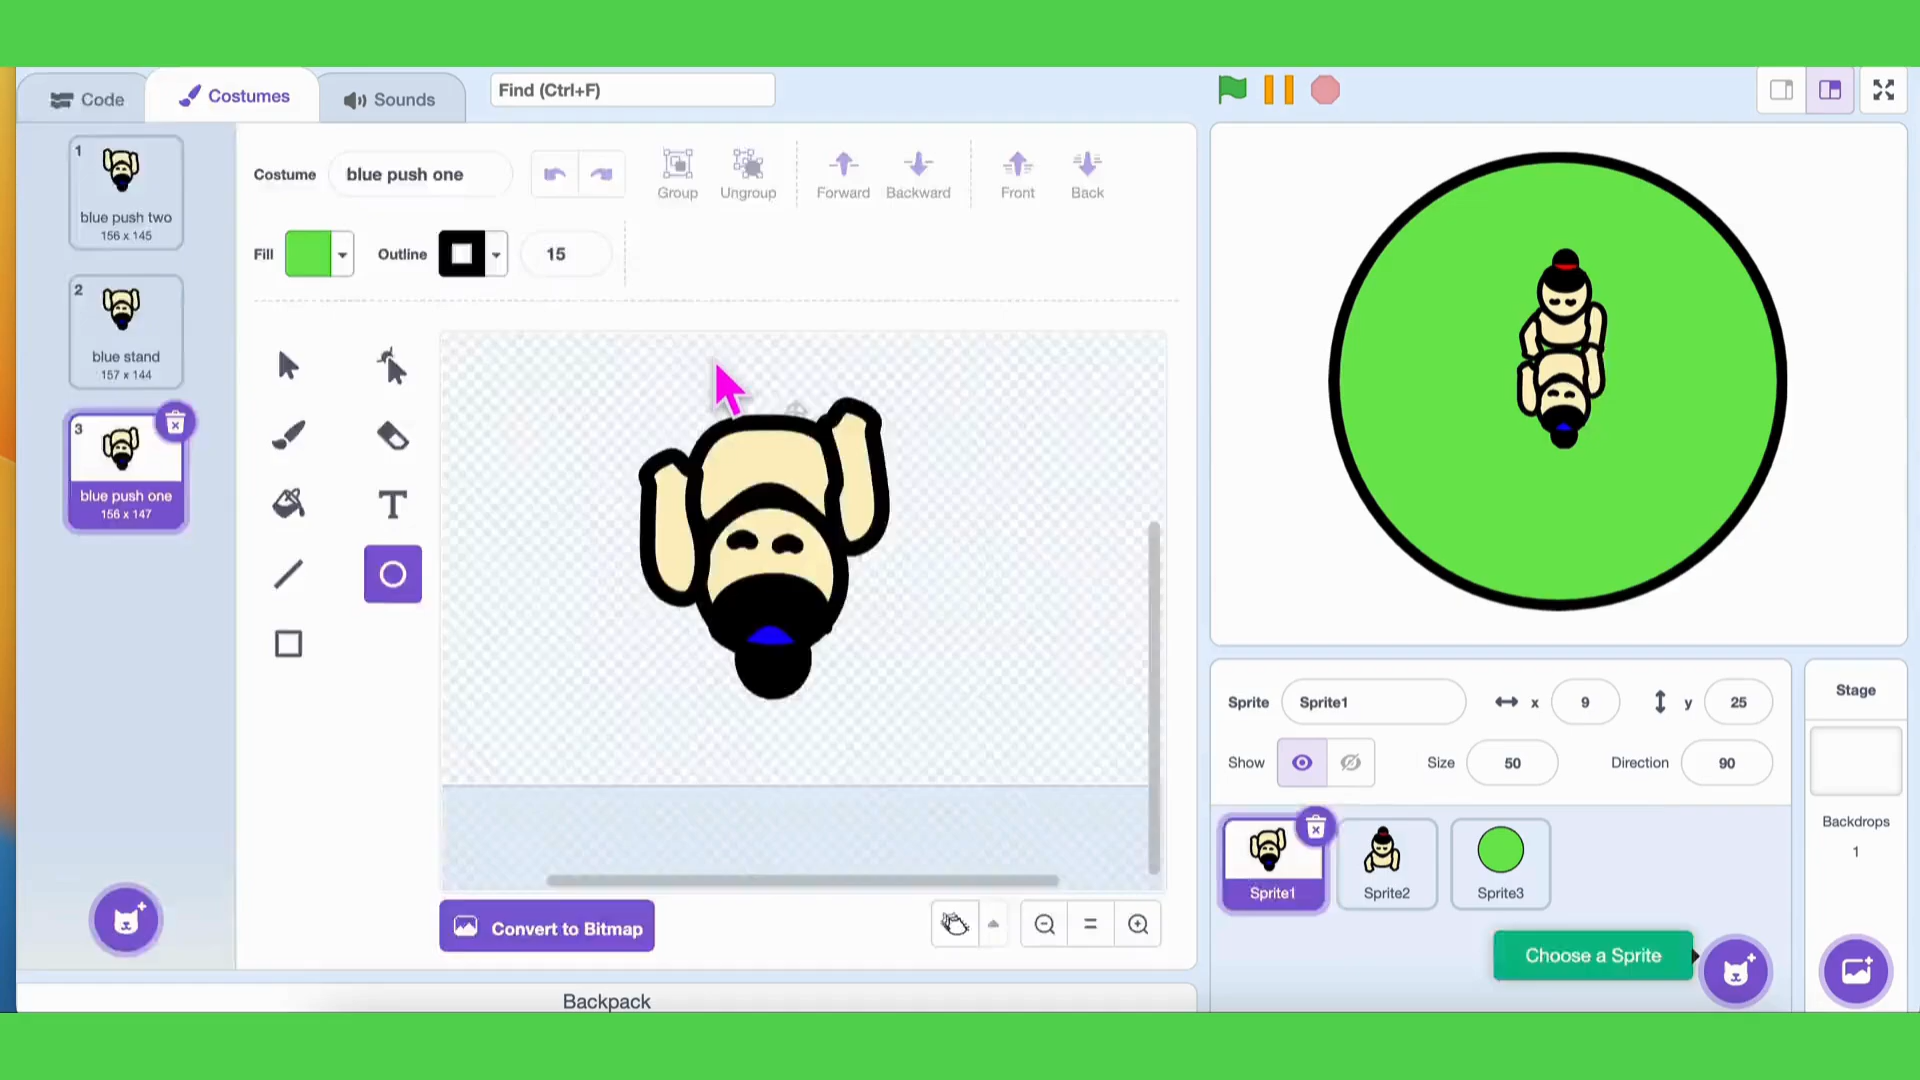 Code
Costumes
Sounds
Find (Ctrl+F)
1
blue push two
156 x 145
2
blue stand
157 x 144
3
blue push one
156 x 147
Costume
blue push one
Group
Ungroup
Forward
Backward
Front
Back
Fill
Outline
15
T
Convert to Bitmap
Backpack
Sprite
Sprite1
x
9
y
25
Show
Size
50
Direction
90
Sprite1
Sprite2
Sprite3
Choose a Sprite
Stage
Backdrops
1